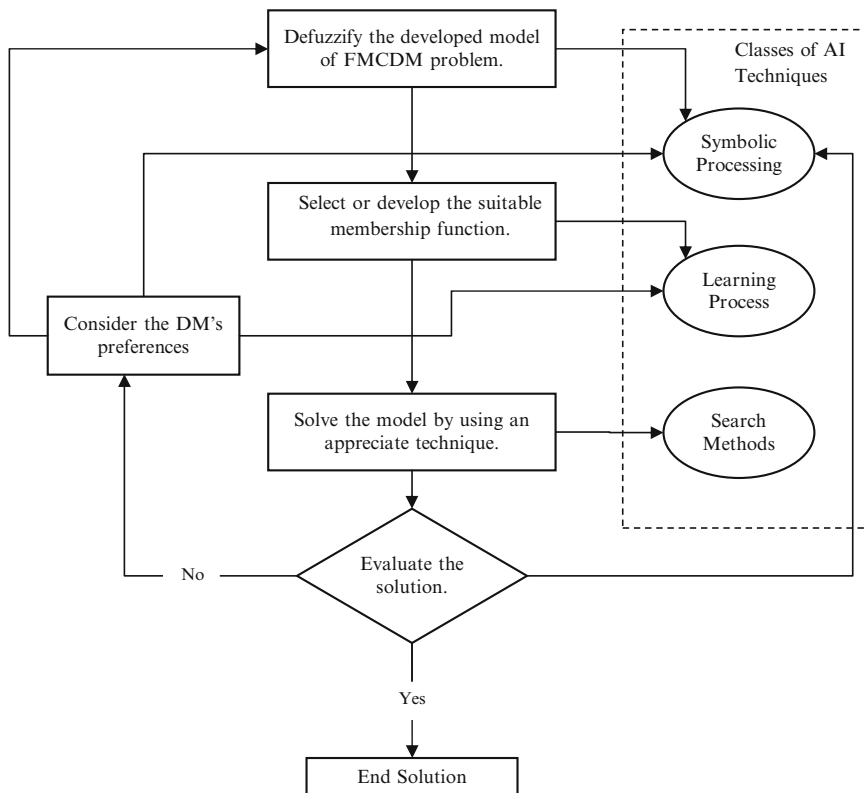 Defuzzify the developed model
of FMCDM problem.
Classes of AI
Techniques
Symbolic
Processing
Select or develop the suitable
membership function.
Learning
Process
Consider the DM's
preferences
Solve the model by using an
appreciate technique.
Search
Methods
Evaluate the
solution.
No
Yes
End Solution